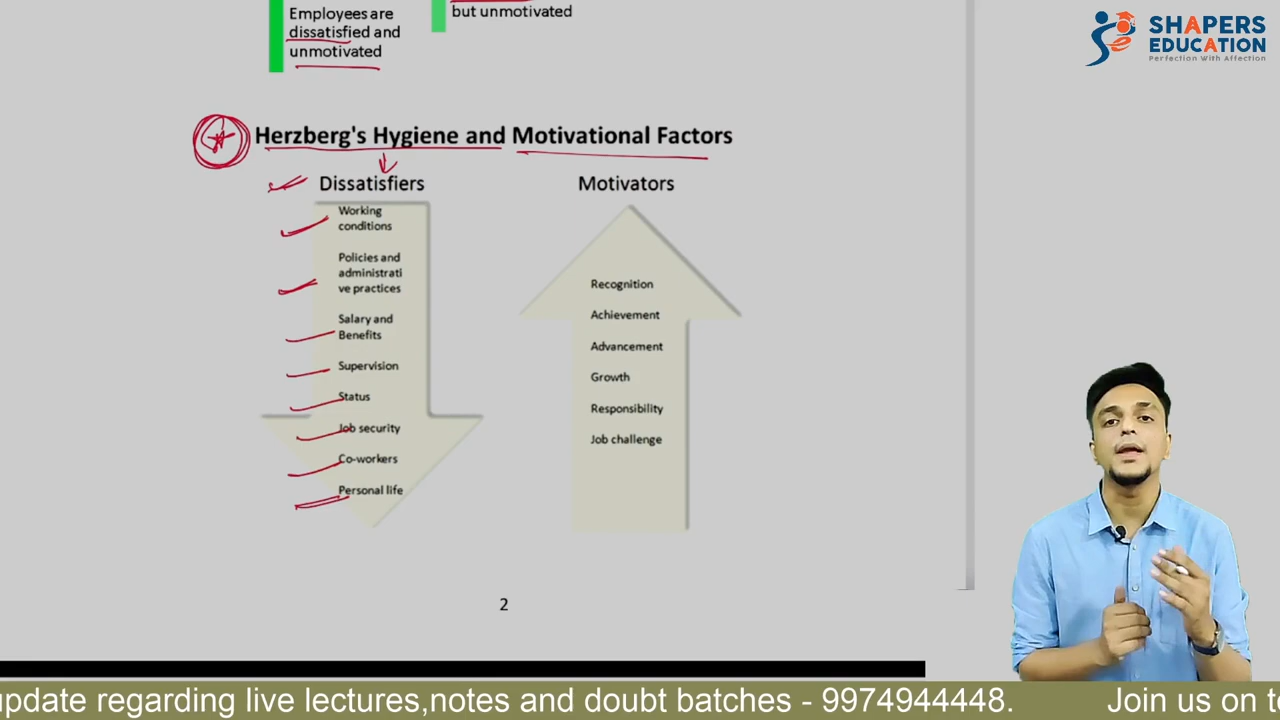 Employees are
dissatisfied and
unmotivated
but unmotivated
SHAPERS
EDUCATION
Perfection With Affection
Herzberg's Hygiene and Motivational Factors
Dissatisfiers
Working
conditions
Policies and
administrati
ve practices
Salary and
Benefits
Supervision
Status
Job security
Co-workers
Personal life
Motivators
Recognition
Achievement
Advancement
Growth
Responsibility
Job challenge
2
update regarding live lectures,notes and doubt batches - 9974944448. Join us on t